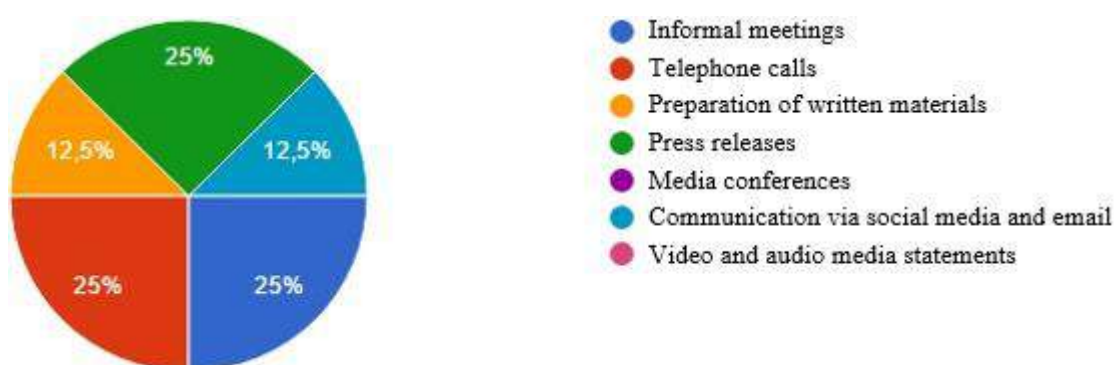 25%
12,5%
12,5%
25%
25%
Informal meetings
Telephone calls
Preparation of written materials
Press releases
Media conferences
Communication via social media and email
Video and audio media statements